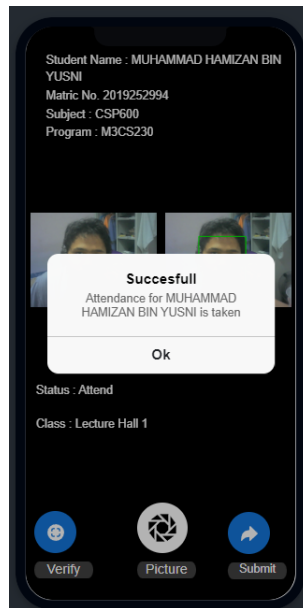 Student Name : MUHAMMAD HAMIZAN BIN
YUSNI
Matric No. 2019252994
Subject : CSP600
Program : M3CS230
Succesfull
Attendance for MUHAMMAD
HAMIZAN BIN YUSNI is taken
Ok
Status : Attend
Class : Lecture Hall 1
Verify
Picture
Submit